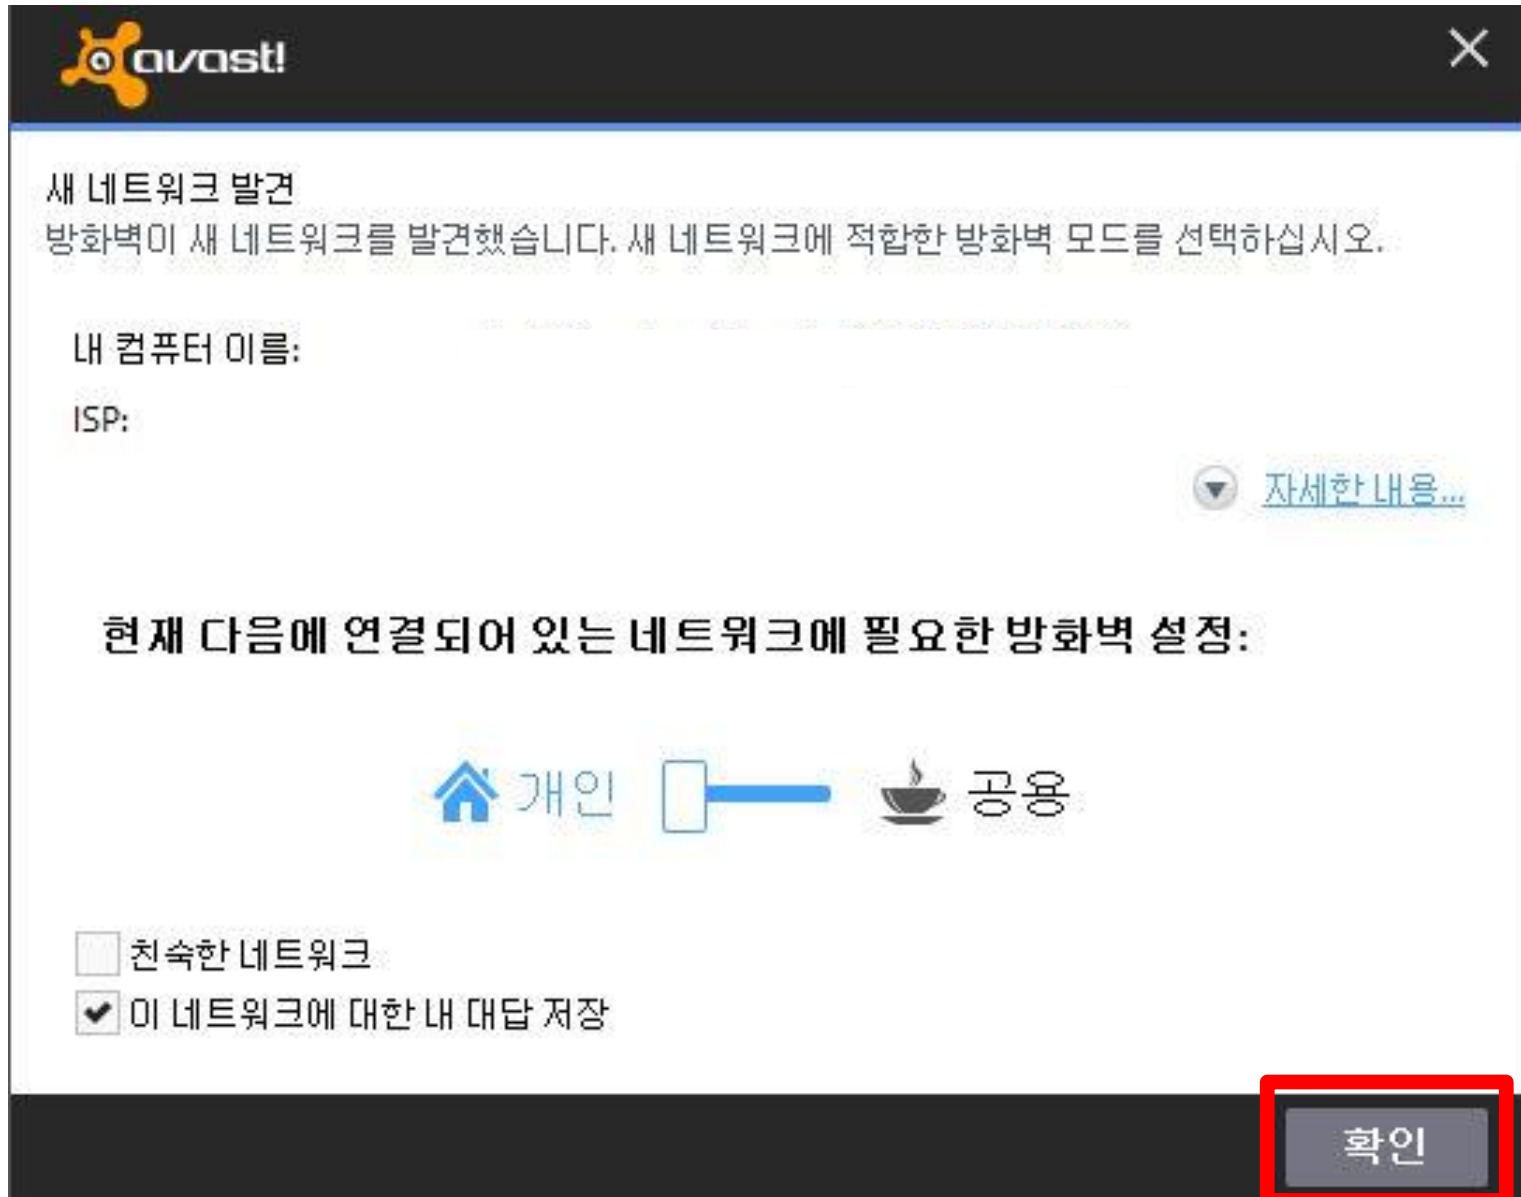 avast!
새 네트워크 발견
방화벽이 새 네트워크를 발견했습니다. 새 네트워크에 적합한 방화벽 모드를 선택하십시오.
내 컴퓨터 이름:
ISP:
자세한 내용...
현재 다음에 연결되어 있는 네트워크에 필요한 방화벽 설정:
개인 공용
친숙한 네트워크
이 네트워크에 대한 내 대답 저장
확인